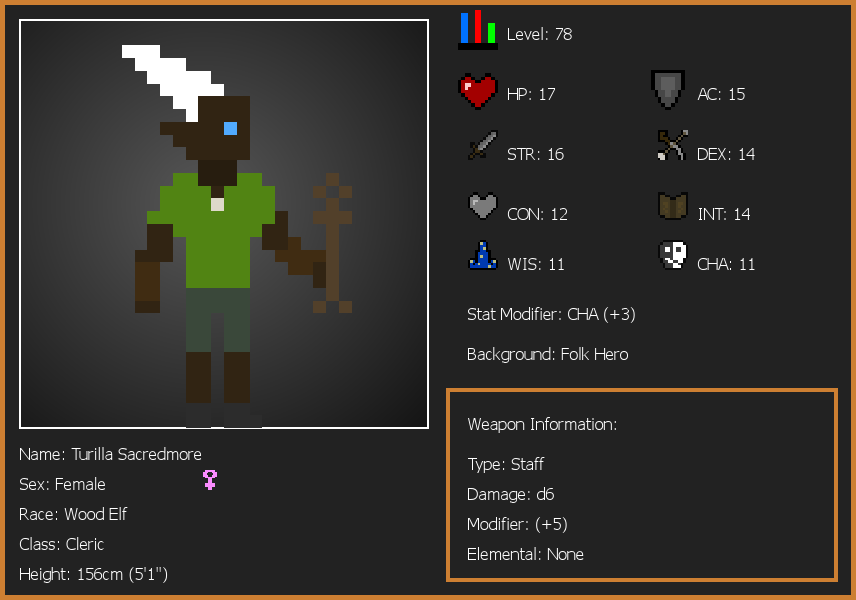 Level: 78
HP: 17
AC: 15
STR: 16
DEX: 14
CON: 12
INT: 14
WIS: 11
CHA: 11
Stat Modifier: CHA (+3)
Background: Folk Hero
Weapon Information:
Type: Staff
Damage: d6
Modifier: (+5)
Elemental: None
Name: Turilla Sacredmore
Sex: Female
Race: Wood Elf
Class: Cleric
Height: 156cm (5'1")